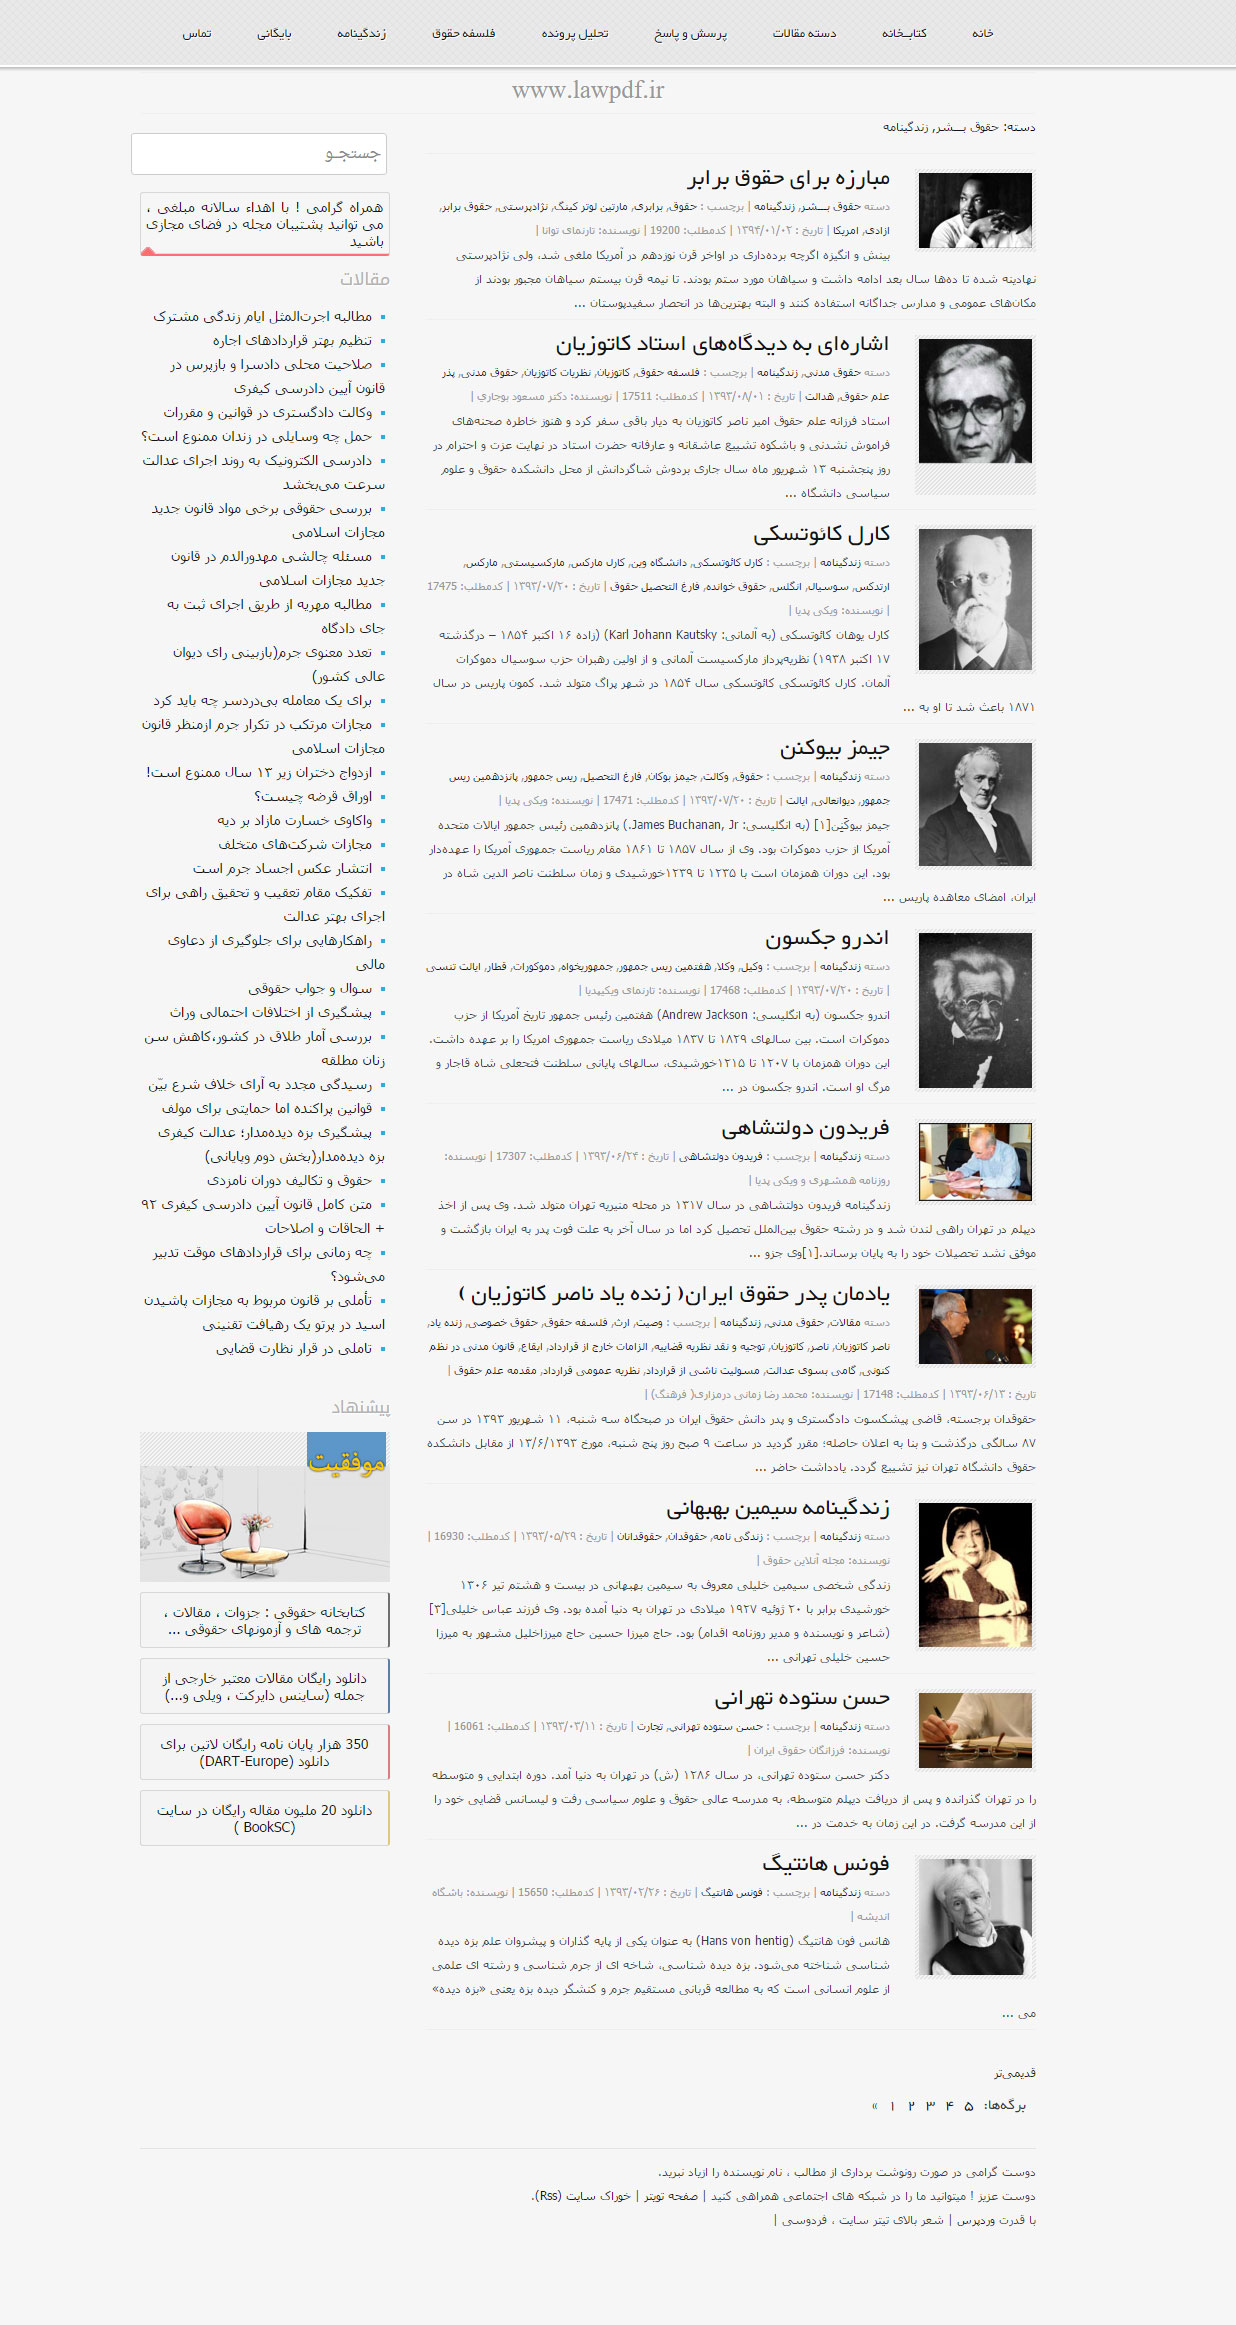 خانه
کتابــخانه
دسته مقالات
پرسش و پاسخ
تحلیل پرونده
فلسفه حقوق
زندگینامه
بایگانی
تماس
www.lawpdf.ir
دسته: حقوق بـــشر, زندگینامه
مبارزه برای حقوق برابر
دسته حقوق بـــشر, زندگینامه | برچسب : حقوق, برابری, مارتین لوتر کینگ, نژادپرستی, حقوق برابر,
ازادی, امریکا | تاریخ : ۱۳۹۴/۰۱/۰۲ | کدمطلب: 19200 | نویسنده: تارنمای توانا |
بینش و انگیزه اگرچه برده‌داری در اواخر قرن نوزدهم در آمریکا ملغی شد، ولی نژادپرستی
نهادینه شده تا ده‌ها سال بعد ادامه داشت و سیاهان مورد ستم بودند. تا نیمه قرن بیستم سیاهان مجبور بودند از
مکان‌های عمومی و مدارس جداگانه استفاده کنند و البته بهترین‌ها در انحصار سفیدپوستان ...
اشاره‌ای به دیدگاه‌های استاد کاتوزیان
دسته حقوق مدنی, زندگینامه | برچسب : فلسفه حقوق, کاتوزیان, نظریات کاتوزیان, حقوق مدنی, پدر
علم حقوق, هدالت | تاریخ : ۱۳۹۳/۰۸/۰۱ | کدمطلب: 17511 | نویسنده: دکتر مسعود بوجاری |
استاد فرزانه علم حقوق امیر ناصر کاتوزیان به دیار باقی سفر کرد و هنوز خاطره صحنه‌های
فراموش نشدنی و باشکوه تشییع عاشقانه و عارفانه حضرت استاد در نهایت عزت و احترام در
روز پنجشنبه ۱۳ شهریور ماه سال جاری بردوش شاگردانش از محل دانشکده حقوق و علوم
سیاسی دانشگاه ...
کارل کائوتسکی
دسته زندگینامه | برچسب : کارل کائوتسکی, دانشگاه وین, کارل مارکس, مارکسیستی, مارکس,
ارتدکس, سوسیال, انگلس, حقوق خوانده, فارغ التحصیل حقوق | تاریخ : ۱۳۹۳/۰۷/۲۰ | کدمطلب: 17475
| نویسنده: ویکی پدیا |
کارل یوهان کائوتسکی (به آلمانی: Karl Johann Kautsky) (زاده ۱۶ اکتبر ۱۸۵۴ – درگذشته
۱۷ اکتبر ۱۹۳۸) نظریه‌پرداز مارکسیست آلمانی و از اولین رهبران حزب سوسیال دموکرات
آلمان. کارل کائوتسکی کائوتسکی سال ۱۸۵۴ در شهر پراگ متولد شد. کمون پاریس در سال
۱۸۷۱ باعث شد تا او به ...
جیمز بیوکنن
دسته زندگینامه | برچسب : حقوق, وکالت, جیمز بوکان, فارغ التحصیل, ریس جمهور, پانزدهمین ریس
جمهور, دیوانعالی, ایالت | تاریخ : ۱۳۹۳/۰۷/۲۰ | کدمطلب: 17471 | نویسنده: ویکی پدیا |
جیمز بیوکَنِن[۱] (به انگلیسی: James Buchanan, Jr.) پانزدهمین رئیس جمهور ایالات متحده
آمریکا از حزب دموکرات بود. وی از سال ۱۸۵۷ تا ۱۸۶۱ مقام ریاست جمهوری آمریکا را عهده‌دار
بود. این دوران همزمان است با ۱۲۳۵ تا ۱۲۳۹خورشیدی و زمان سلطنت ناصر الدین شاه در
ایران، امضای معاهده پاریس ...
اندرو جکسون
دسته زندگینامه | برچسب : وکیل, وکلا, هفتمین ریس جمهور, جمهوریخواه, دموکورات, قطار, ایالت تنسی
| تاریخ : ۱۳۹۳/۰۷/۲۰ | کدمطلب: 17468 | نویسنده: تارنمای ویکیپدیا |
اندرو جکسون (به انگلیسی: Andrew Jackson) هفتمین رئیس جمهور تاریخ آمریکا از حزب
دموکرات است. بین سالهای ۱۸۲۹ تا ۱۸۳۷ میلادی ریاست جمهوری امریکا را بر عهده داشت.
این دوران همزمان با ۱۲۰۷ تا ۱۲۱۵خورشیدی، سالهای پایانی سلطنت فتحعلی شاه قاجار و
مرگ او است. اندرو جکسون در ...
فریدون دولتشاهی
دسته زندگینامه | برچسب : فریدون دولتشاهی | تاریخ : ۱۳۹۳/۰۶/۲۴ | کدمطلب: 17307 | نویسنده:
روزنامه همشهری و ویکی پدیا |
زندگینامه فریدون دولتشاهی در سال ۱۳۱۷ در محله منیریه تهران متولد شد. وی پس از اخذ
دیپلم در تهران راهی لندن شد و در رشته حقوق بین‌الملل تحصیل کرد اما در سال آخر به علت فوت پدر به ایران بازگشت و
موفق نشد تحصیلات خود را به پایان برساند.[۱]وی جزو ...
یادمان پدر حقوق ایران( زنده یاد ناصر کاتوزیان )
دسته مقالات, حقوق مدنی, زندگینامه | برچسب : وصیت, ارث, فلسفه حقوق, حقوق خصوصی, زنده یاد,
ناصر کاتوزیان, ناصر, کاتوزیان, توجیه و نقد نظریه قضاییه, الزامات خارج از قرارداد, ایقاع, قانون مدنی در نظم
کنونی, گامی بسوی عدالت, مسولیت ناشی از قرارداد, نظریه عمومی قرارداد, مقدمه علم حقوق |
تاریخ : ۱۳۹۳/۰۶/۱۳ | کدمطلب: 17148 | نویسنده: محمد رضا زمانی درمزاری( فرهنگ) |
حقوقدان برجسته، قاضی پیشکسوت دادگستری و پدر دانش حقوق ایران در صبحگاه سه شنبه، ۱۱ شهریور ۱۳۹۳ در سن
۸۷ سالگی درگذشت و بنا به اعلان حاصله؛ مقرر گردید در ساعت ۹ صبح روز پنج شنبه، مورخ ۱۳/۶/۱۳۹۳ از مقابل دانشکده
حقوق دانشگاه تهران نیز تشییع گردد. یادداشت حاضر ...
زندگینامه سیمین بهبهانی
دسته زندگینامه | برچسب : زندگی نامه, حقوقدان, حقوقدانان | تاریخ : ۱۳۹۳/۰۵/۲۹ | کدمطلب: 16930 |
نویسنده: مجله آنلاین حقوق |
زندگی شخصی سیمین خلیلی معروف به سیمین بهبهانی در بیست و هشتم تیر ۱۳۰۶
خورشیدی برابر با ۲۰ ژوئیه ۱۹۲۷ میلادی در تهران به دنیا آمده بود. وی فرزند عباس خلیلی[۳]
(شاعر و نویسنده و مدیر روزنامه اقدام) بود. حاج میرزا حسین حاج میرزاخلیل مشهور به میرزا
حسین خلیلی تهرانی ...
حسن ستوده تهرانی
دسته زندگینامه | برچسب : حسن ستوده تهرانی, تجارت | تاریخ : ۱۳۹۳/۰۳/۱۱ | کدمطلب: 16061 |
نویسنده: فرزانگان حقوق ایران |
دکتر حسن ستوده تهرانی، در سال ۱۲۸۶ (ش) در تهران به دنیا آمد. دوره ابتدایی و متوسطه
را در تهران گذرانده و پس از دریافت دیپلم متوسطه، به مدرسه عالی حقوق و علوم سیاسی رفت و لیسانس قضایی خود را
از این مدرسه گرفت. در این زمان به خدمت در ...
فونس هانتیگ
دسته زندگینامه | برچسب : فونس هانتیگ | تاریخ : ۱۳۹۳/۰۲/۲۶ | کدمطلب: 15650 | نویسنده: باشگاه
اندیشه |
هانس فون هانتیگ (Hans von hentig) به عنوان یکی از پایه گذاران و پیشروان علم بزه دیده
شناسی شناخته می‌شود. بزه دیده شناسی، شاخه ای از جرم شناسی و رشته ای علمی
از علوم انسانی است که به مطالعه قربانی مستقیم جرم و کنشگر دیده بزه یعنی «بزه دیده»
می ...
قدیمی‌تر
برگه‌ها: ۵ ۴ ۳ ۲ ۱ »
جستجـو
همراه گرامی ! با اهداء سالانه مبلغی ،
می توانید پشتیبان مجله در فضای مجازی
باشید
مقالات
مطالبه اجرت‌المثل ایام زندگی مشترک
تنظیم بهتر قراردادهای اجاره
صلاحیت محلی دادسرا و بازپرس در
قانون آیین دادرسی کیفری
وکالت دادگستری در قوانین و مقررات
حمل چه وسایلی در زندان ممنوع است؟
دادرسی الکترونیک به روند اجرای عدالت
سرعت می‌بخشد
بررسی حقوقی برخی مواد قانون جدید
مجازات اسلامی
مسئله چالشی مهدورالدم در قانون
جدید مجازات اسلامی
مطالبه مهریه از طریق اجرای ثبت به
جای دادگاه
تعدد معنوی جرم(بازبینی رای دیوان
عالی کشور)
برای یک معامله بی‌دردسر چه باید کرد
مجازات مرتکب در تکرار جرم ازمنظر قانون
مجازات اسلامی
ازدواج دختران زیر ۱۳ سال ممنوع است!
اوراق قرضه چیست؟
واکاوی خسارت مازاد بر دیه
مجازات شرکت‌های متخلف
انتشار عکس اجساد جرم است
تفکیک مقام تعقیب و تحقیق راهی برای
اجرای بهتر عدالت
راهکارهایی برای جلوگیری از دعاوی
مالی
سوال و جواب حقوقی
پیشگیری از اختلافات احتمالی وراث
بررسی آمار طلاق در کشور،کاهش سن
زنان مطلقه
رسیدگی مجدد به آرای خلاف شرع بیّن
قوانین پراکنده اما حمایتی برای مولف
پیشگیری بزه دیده‌مدار؛ عدالت کیفری
بزه دیده‌مدار(بخش دوم وپایانی)
حقوق و تکالیف دوران نامزدی
متن کامل قانون آیین دادرسی کیفری ۹۲
+ الحاقات و اصلاحات
چه زمانی برای قراردادهای موقت تدبیر
می‌شود؟
تأملی بر قانون مربوط به مجازات پاشیدن
اسید در پرتو یک رهیافت تقنینی
تاملی در قرار نظارت قضایی
پیشنهاد
موفقیت
کتابخانه حقوقی : جزوات ، مقالات ،
ترجمه های و آزمونهای حقوقی ...
دانلود رایگان مقالات معتبر خارجی از
جمله (ساینس دایرکت ، ویلی و...)
350 هزار پایان نامه رایگان لاتین برای
دانلود (DART-Europe)
دانلود 20 ملیون مقاله رایگان در سایت
(BookSC )
دوست گرامی در صورت رونوشت برداری از مطالب ، نام نویسنده را ازیاد نبرید.
دوست عزیز ! میتوانید ما را در شبکه های اجتماعی همراهی کنید | صفحه تویتر | خوراک سایت (Rss).
با قدرت وردپرس | شعر بالای تیتر سایت ، فردوسی |